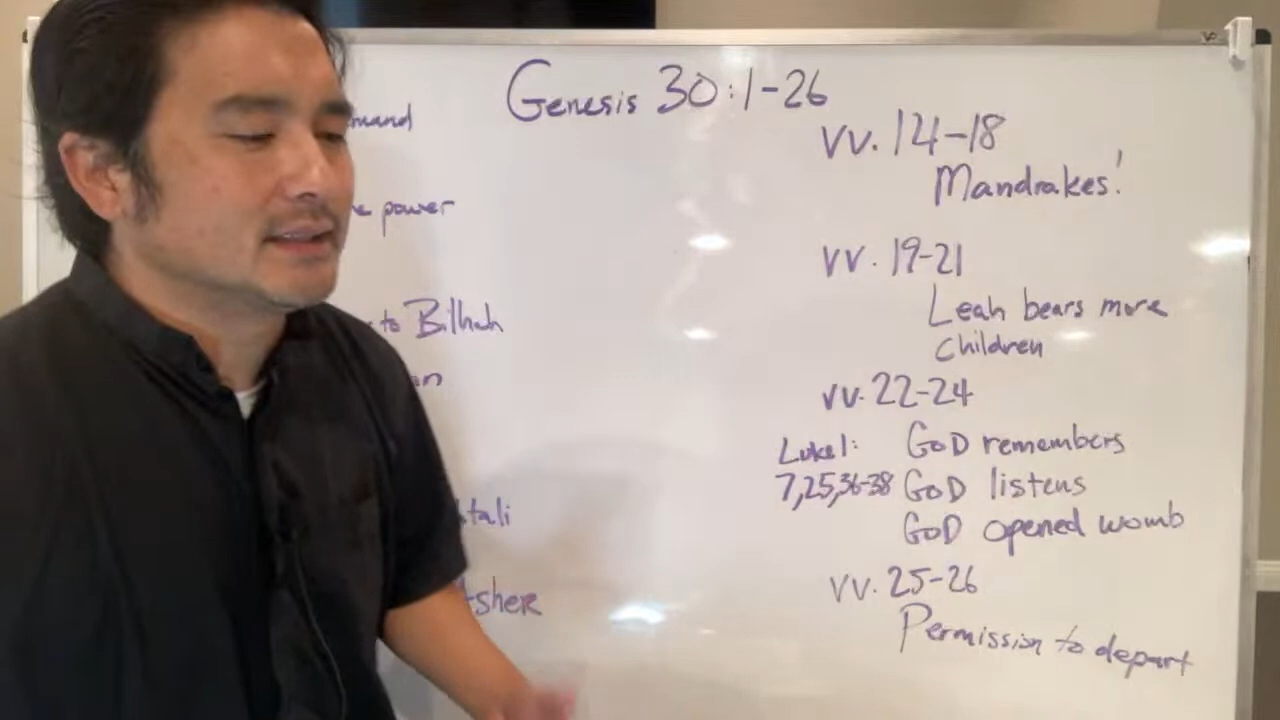 Genesis 30:1-26
mand
power
to Bilhah
an
tali
Asher
vv. 14-18
Mandrakes!
vv. 19-21
Leah bears more
children
vv. 22-24
Luke 1: GOD remembers
7,25,36-38 GOD listens
GOD opened womb
vv. 25-26
Permission to depart